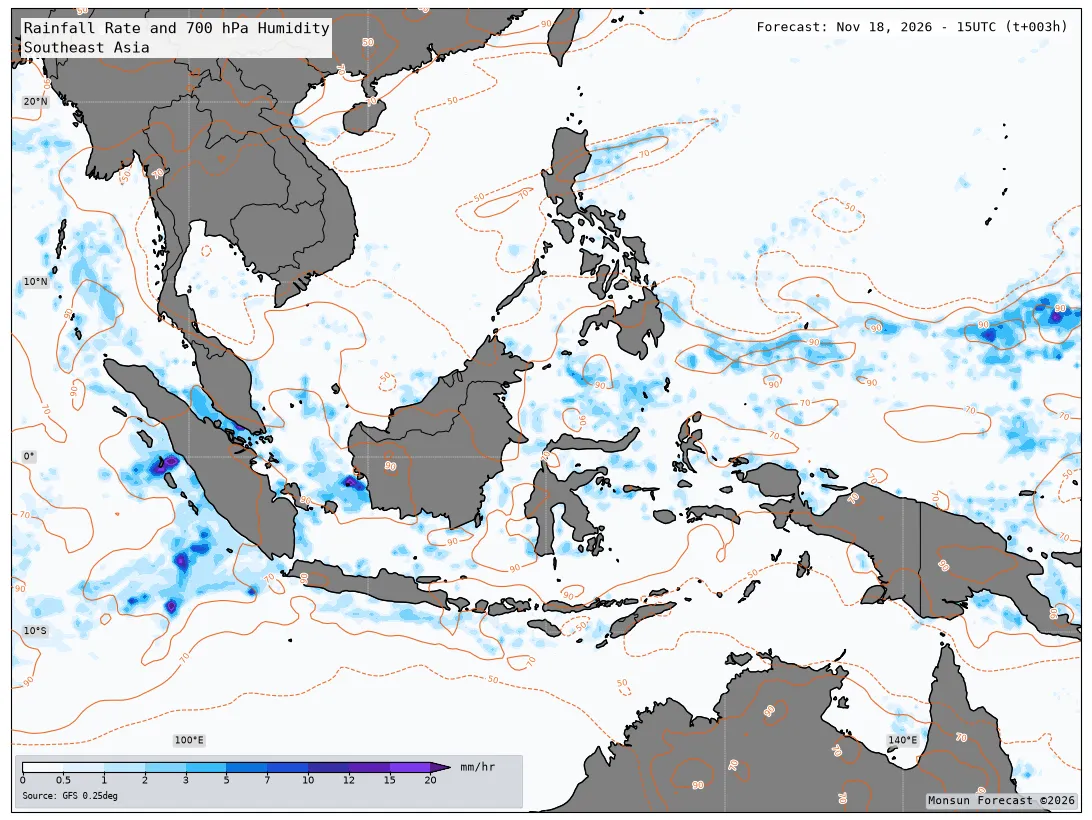 Rainfall Rate and 700 hPa Humidity
Southeast Asia
Forecast: Nov 18, 2026 - 15UTC (t+003h)
20°N
10°N
0°
10°S
100°E
140°E
0 0.5 1 2 3 5 7 10 12 15 20 mm/hr
Source: GFS 0.25deg
Monsun Forecast ©2026